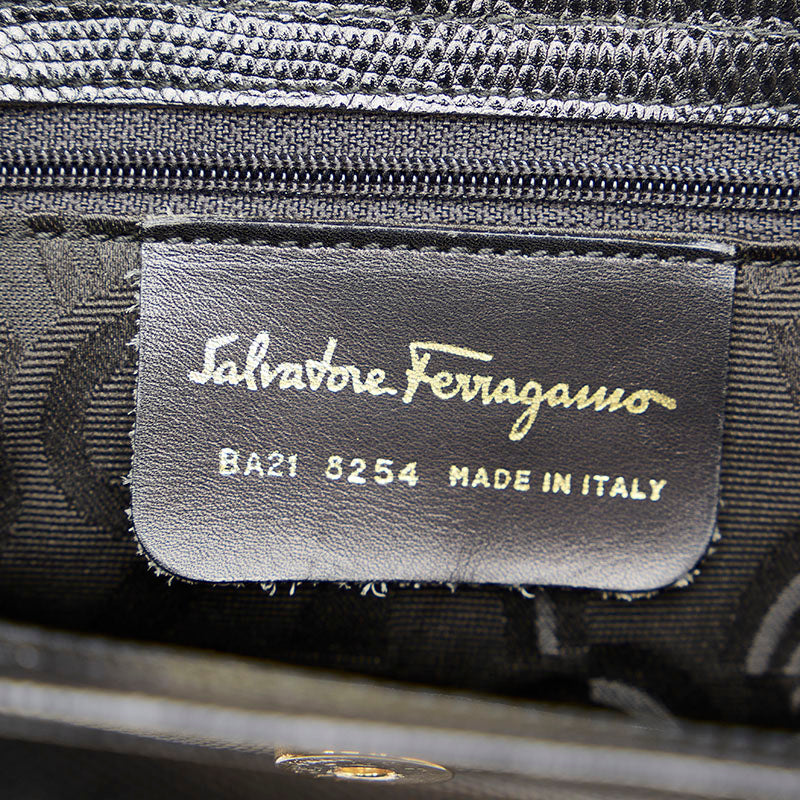 Salvatore Ferragamo
BA21 8254 MADE IN ITALY